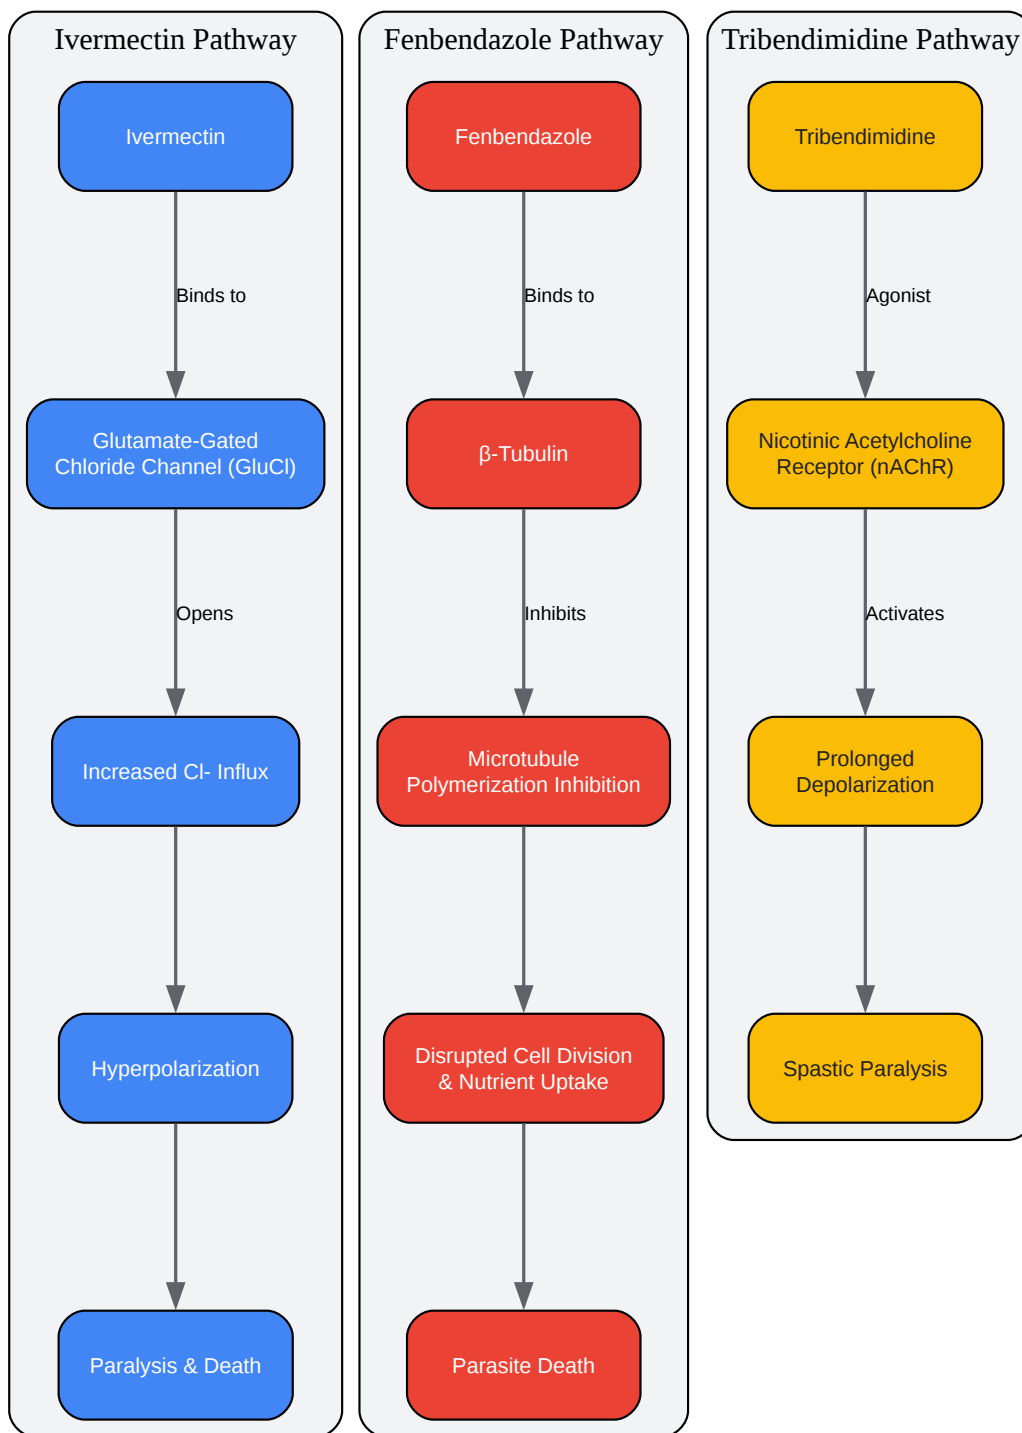 Ivermectin Pathway
Ivermectin
Binds to
Glutamate-Gated
Chloride Channel (GluCl)
Opens
Increased Cl- Influx
Hyperpolarization
Paralysis & Death
Fenbendazole Pathway
Fenbendazole
Binds to
β-Tubulin
Inhibits
Microtubule
Polymerization Inhibition
Disrupted Cell Division
& Nutrient Uptake
Parasite Death
Tribendimidine Pathway
Tribendimidine
Agonist
Nicotinic Acetylcholine
Receptor (nAChR)
Activates
Prolonged
Depolarization
Spastic Paralysis